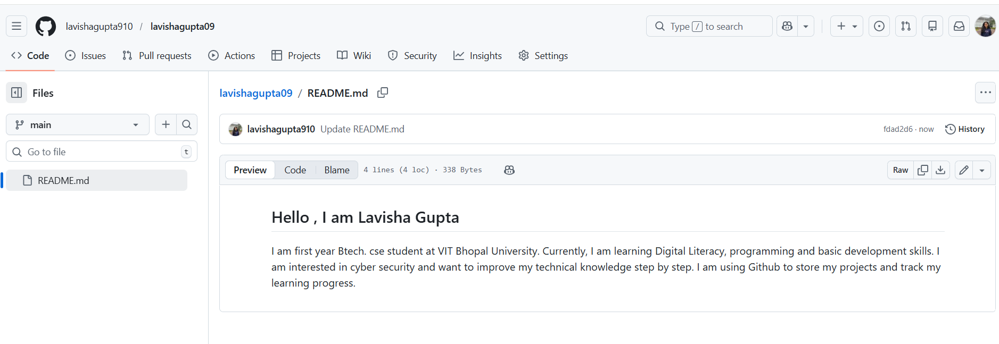 lavishagupta910 / lavishagupta09
Type / to search
Code Issues Pull requests Actions Projects Wiki Security Insights Settings
Files
main
Go to file t
README.md
lavishagupta09 / README.md
lavishagupta910 Update README.md fdad2d6 · now History
Preview Code Blame 4 lines (4 loc) · 338 Bytes Raw
Hello , I am Lavisha Gupta
I am first year Btech. cse student at VIT Bhopal University. Currently, I am learning Digital Literacy, programming and basic development skills. I
am interested in cyber security and want to improve my technical knowledge step by step. I am using Github to store my projects and track my
learning progress.